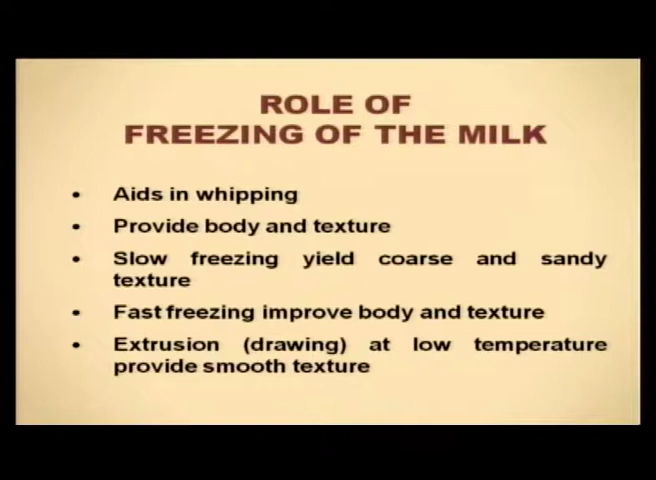 ROLE OF
FREEZING OF THE MILK
• Aids in whipping
• Provide body and texture
• Slow freezing yield coarse and sandy
texture
• Fast freezing improve body and texture
• Extrusion (drawing) at low temperature
provide smooth texture